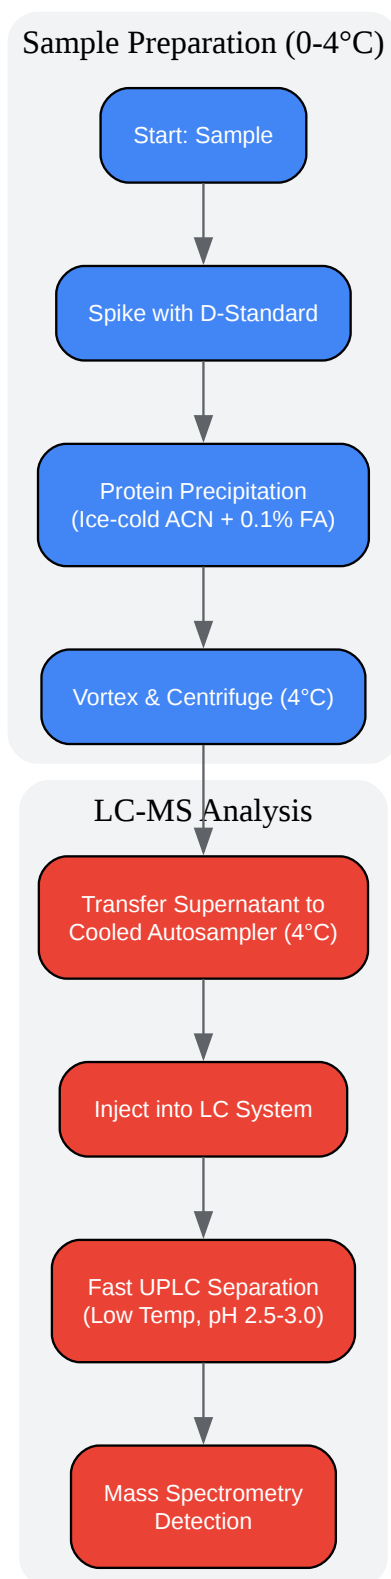 Sample Preparation (0-4°C)
Start: Sample
Spike with D-Standard
Protein Precipitation
(Ice-cold ACN + 0.1% FA)
Vortex & Centrifuge (4°C)
LC-MS Analysis
Transfer Supernatant to
Cooled Autosampler (4°C)
Inject into LC System
Fast UPLC Separation
(Low Temp, pH 2.5-3.0)
Mass Spectrometry
Detection